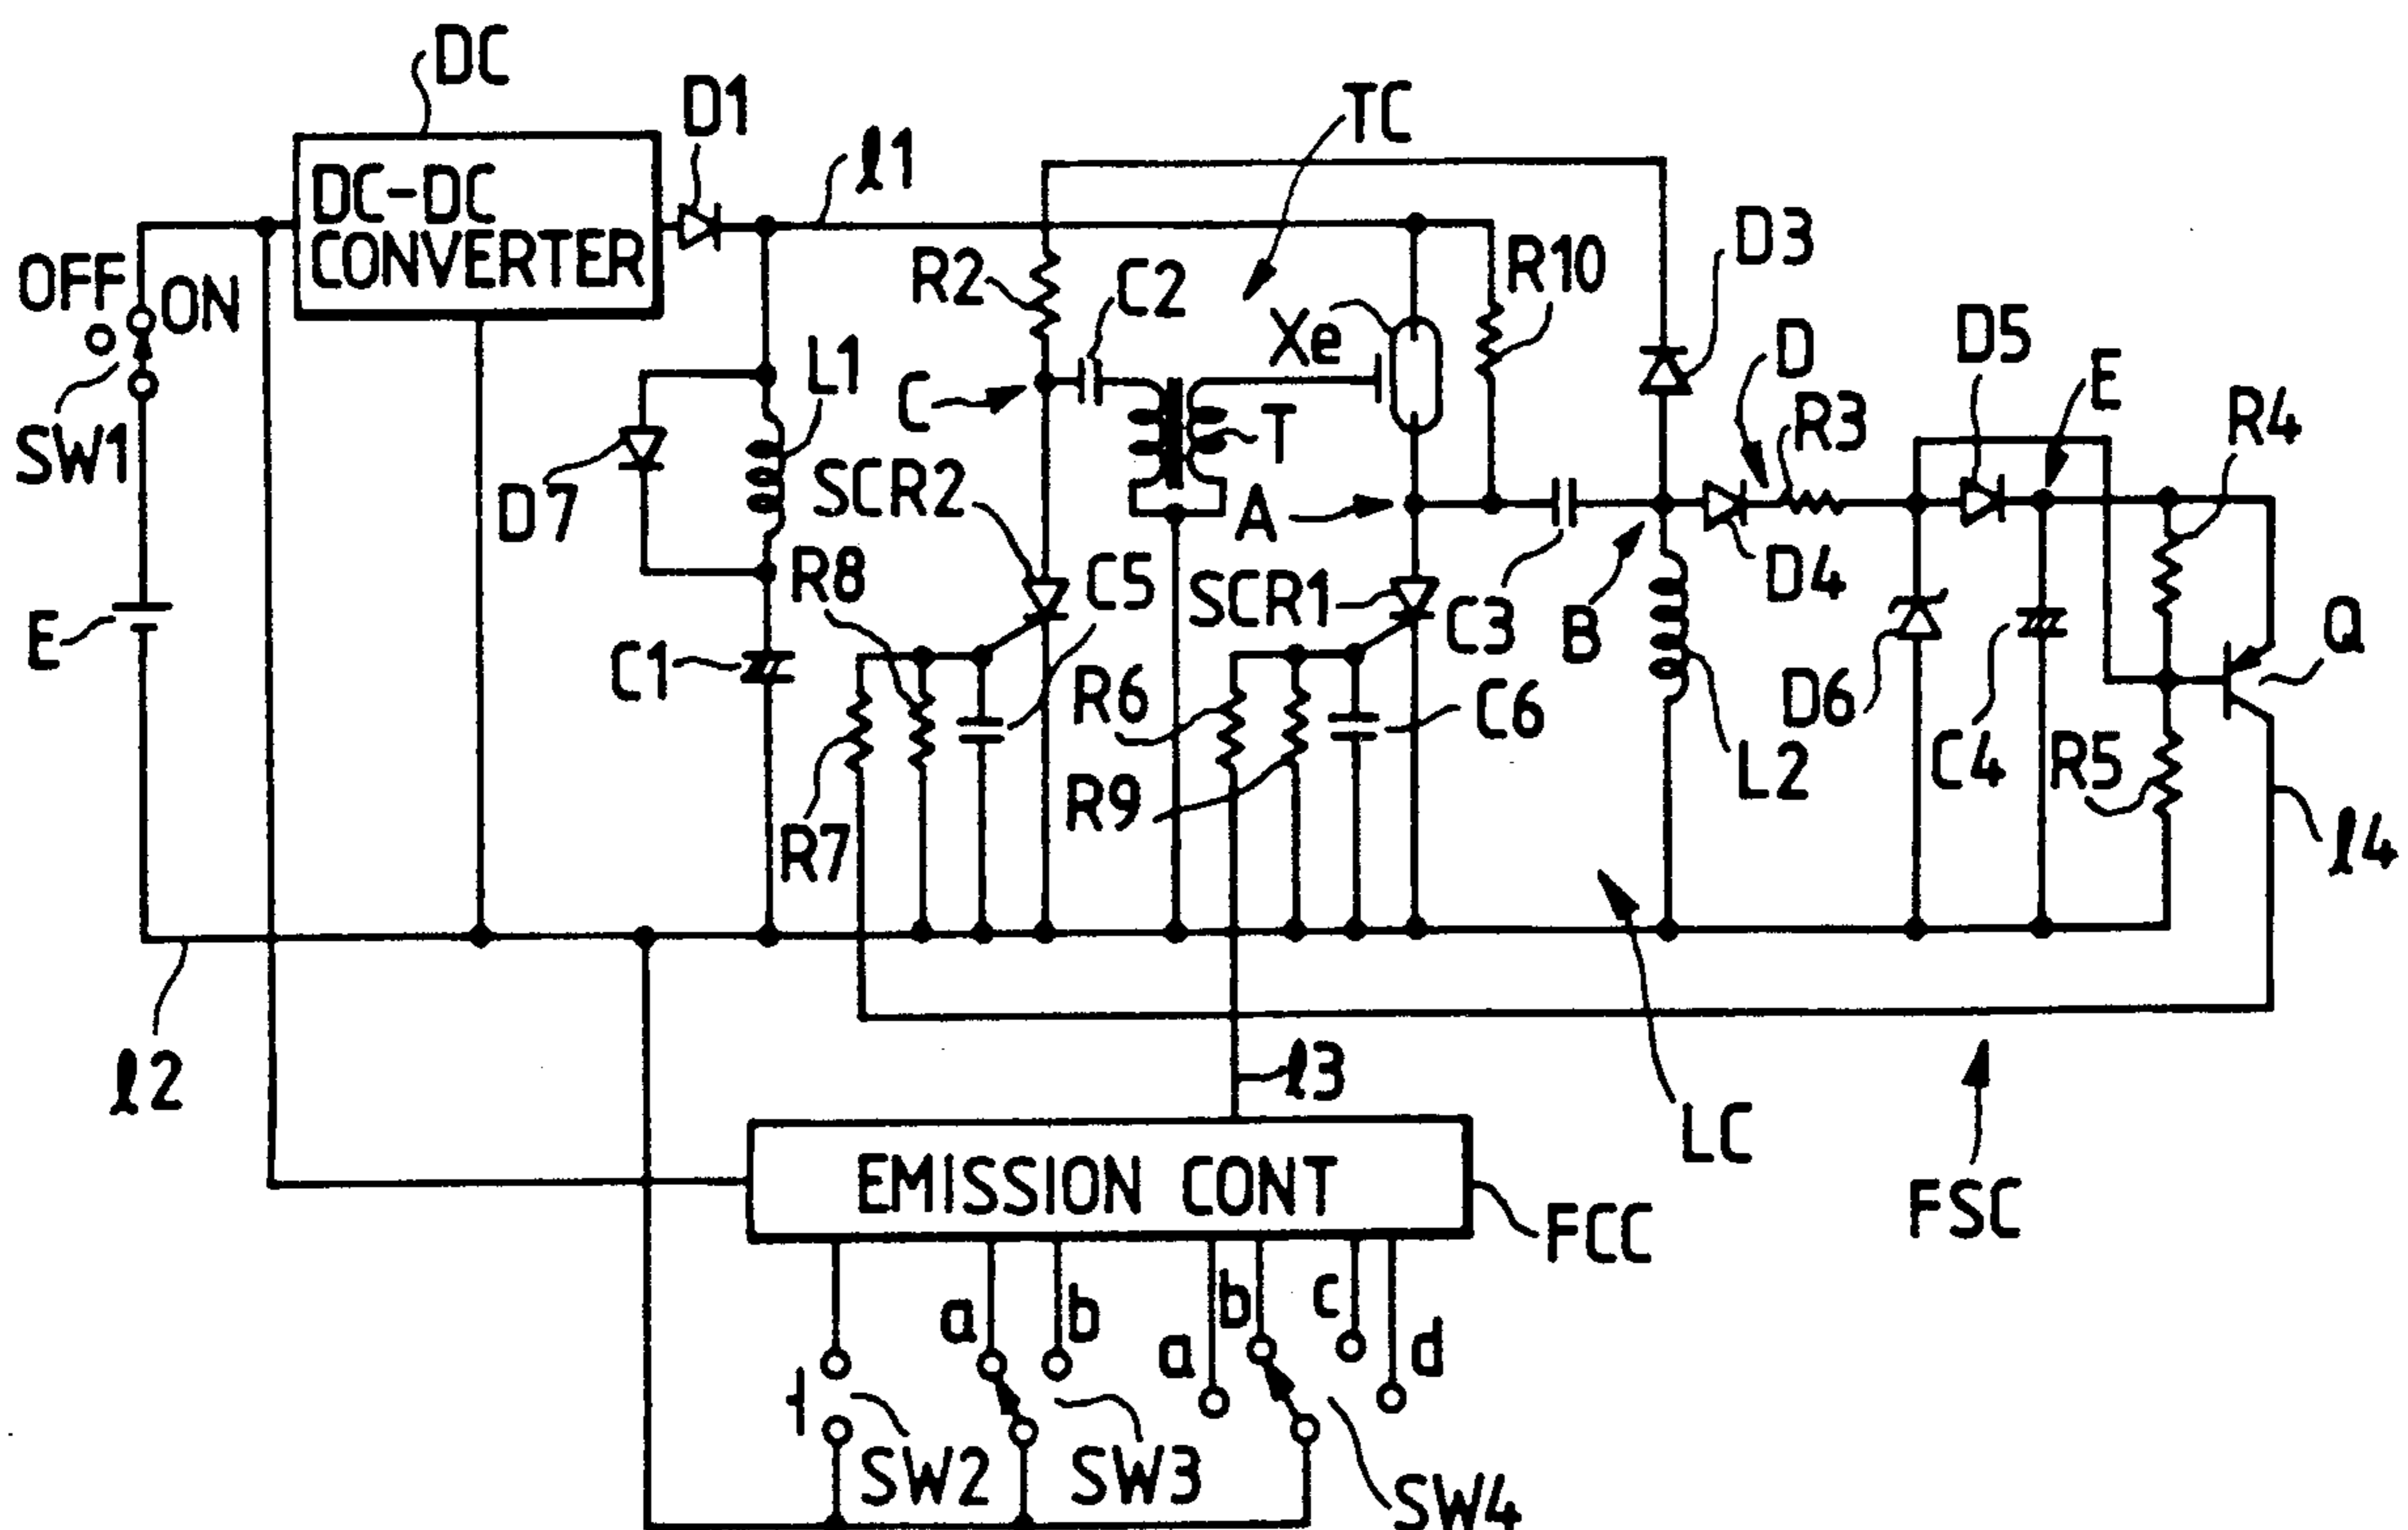 DC
D1
TC
DC-DC
CONVERTER
ℓ1
D3
OFF
ON
R2
C2
R10
Xe
D5
D
E
SW1
L1
C
T
R3
R4
D7
SCR2
A
D4
R8
C5
SCR1
C3
B
Q
E
C1
R6
C6
D6
L2
C4
R5
R7
R9
ℓ4
ℓ2
ℓ3
LC
EMISSION CONT
FCC
FSC
a
b
a
b
c
d
SW2
SW3
SW4